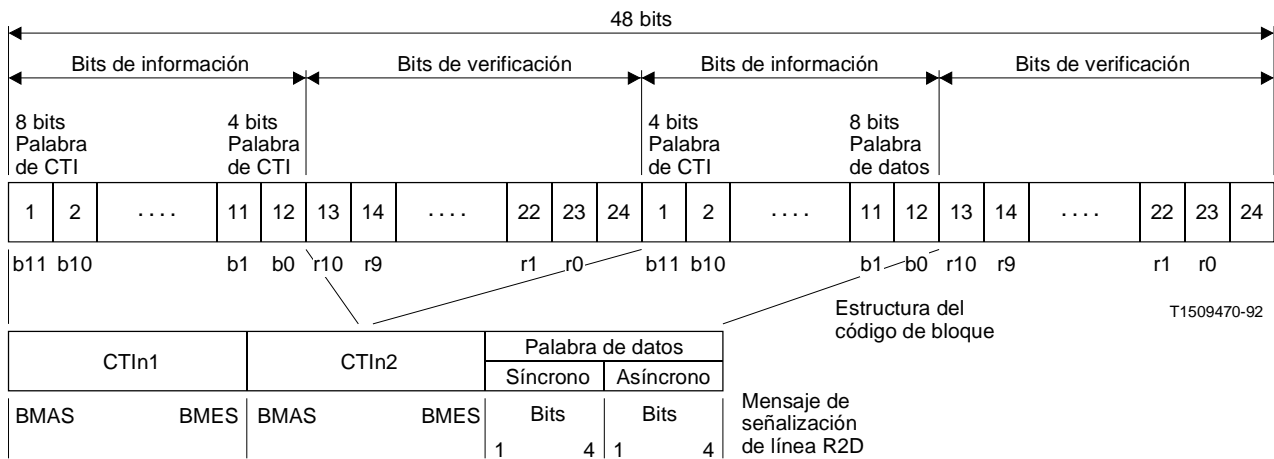 48 bits
Bits de información Bits de verificación Bits de información Bits de verificación
8 bits Palabra de CTI
4 bits Palabra de CTI
4 bits Palabra de CTI
8 bits Palabra de datos
1 2 .... 11 12 13 14 .... 22 23 24 1 2 .... 11 12 13 14 .... 22 23 24
b11 b10 b1 b0 r10 r9 r1 r0 b11 b10 b1 b0 r10 r9 r1 r0
Estructura del código de bloque
T1509470-92
CTIn1 CTIn2 Palabra de datos
Síncrono Asíncrono
BMAS BMES BMAS BMES Bits Bits
1 4 1 4
Mensaje de señalización de línea R2D